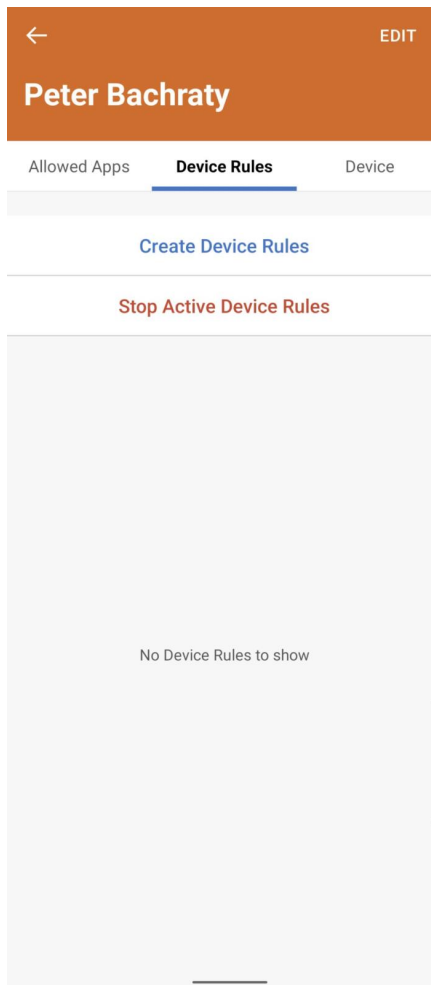 EDIT
Peter Bachraty
Allowed Apps Device Rules Device
Create Device Rules
Stop Active Device Rules
No Device Rules to show